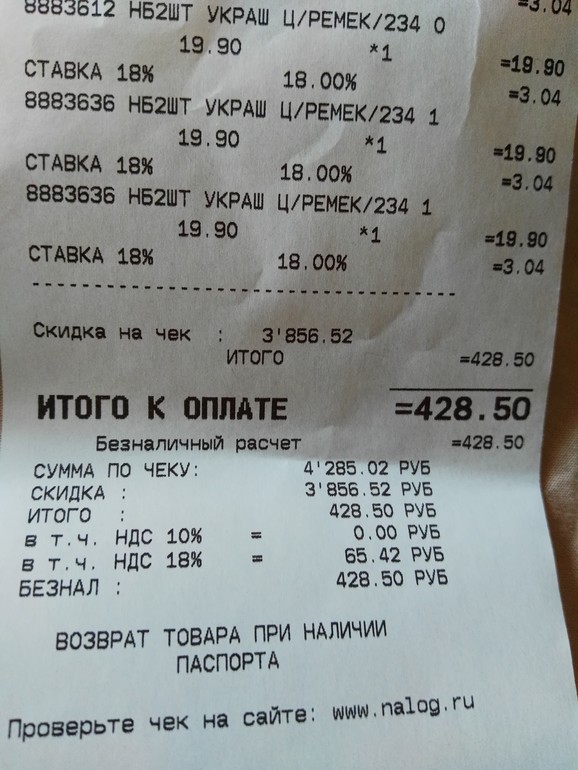 8883612 НБ2ШТ УКРАШ Ц/РЕМЕК/234 0
=3.04
19.90 *1 =19.90
СТАВКА 18% 18.00% =3.04
8883636 НБ2ШТ УКРАШ Ц/РЕМЕК/234 1
19.90 *1 =19.90
СТАВКА 18% 18.00% =3.04
8883636 НБ2ШТ УКРАШ Ц/РЕМЕК/234 1
19.90 *1 =19.90
СТАВКА 18% 18.00% =3.04
Скидка на чек : 3'856.52
ИТОГО =428.50
ИТОГО К ОПЛАТЕ =428.50
Безналичный расчет =428.50
СУММА ПО ЧЕКУ: 4'285.02 РУБ
СКИДКА : 3'856.52 РУБ
ИТОГО : 428.50 РУБ
в т.ч. НДС 10% = 0.00 РУБ
в т.ч. НДС 18% = 65.42 РУБ
БЕЗНАЛ : 428.50 РУБ
ВОЗВРАТ ТОВАРА ПРИ НАЛИЧИИ
ПАСПОРТА
Проверьте чек на сайте: www.nalog.ru